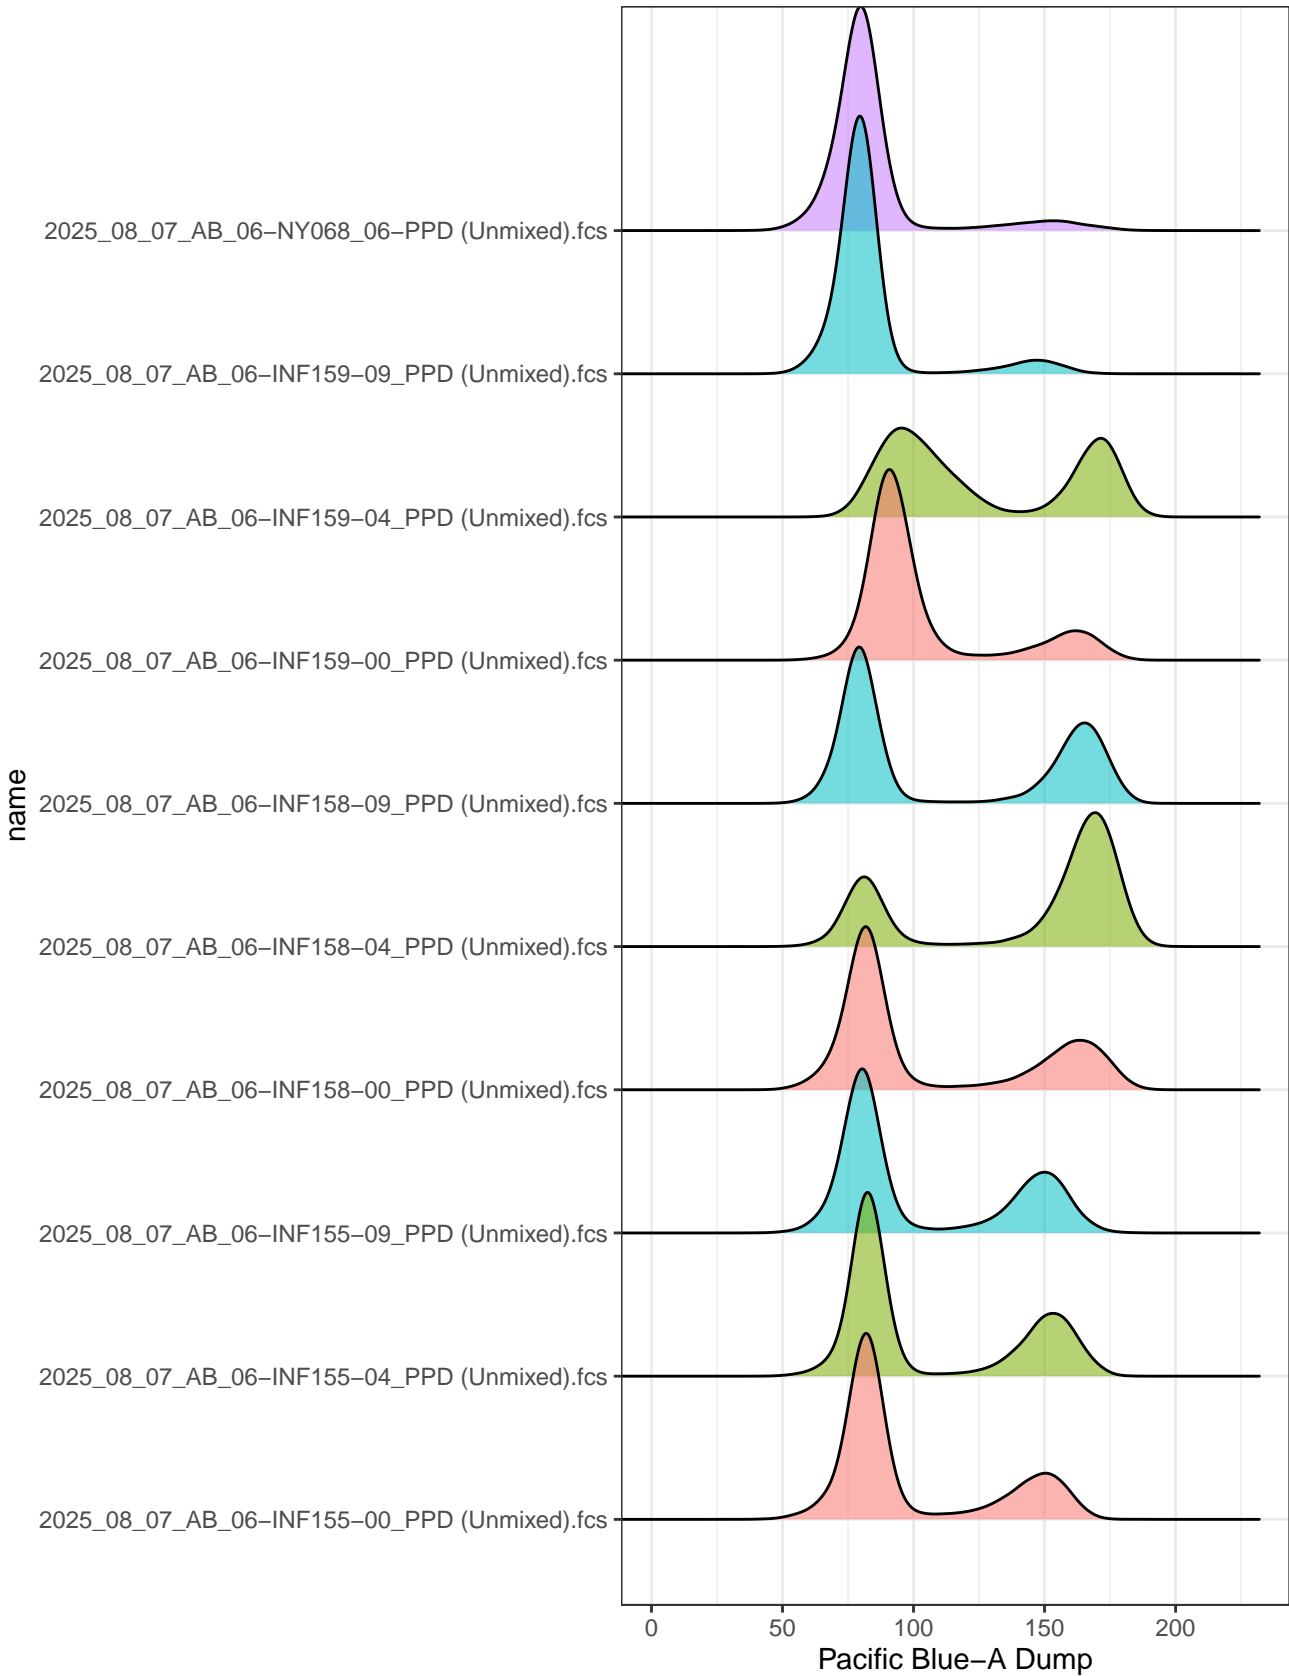 2025_08_07_AB_06−NY068_06−PPD (Unmixed).fcs
2025_08_07_AB_06−INF159−09_PPD (Unmixed).fcs
2025_08_07_AB_06−INF159−04_PPD (Unmixed).fcs
2025_08_07_AB_06−INF159−00_PPD (Unmixed).fcs
2025_08_07_AB_06−INF158−09_PPD (Unmixed).fcs
2025_08_07_AB_06−INF158−04_PPD (Unmixed).fcs
2025_08_07_AB_06−INF158−00_PPD (Unmixed).fcs
2025_08_07_AB_06−INF155−09_PPD (Unmixed).fcs
2025_08_07_AB_06−INF155−04_PPD (Unmixed).fcs
2025_08_07_AB_06−INF155−00_PPD (Unmixed).fcs
name
0 50 100 150 200
Pacific Blue−A Dump